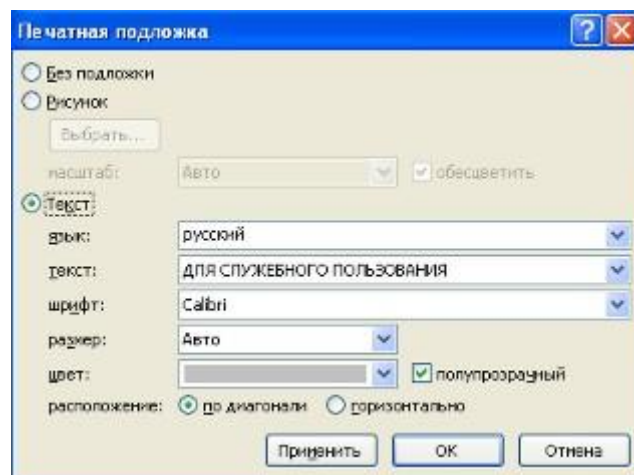 Печатная подложка
Без подложки
Рисунок
Выбрать...
масштаб: Авто обесцветить
Текст
язык: русский
текст: ДЛЯ СЛУЖЕБНОГО ПОЛЬЗОВАНИЯ
шрифт: Calibri
размер: Авто
цвет: полупрозрачный
расположение: по диагонали горизонтально
Применить ОК Отмена